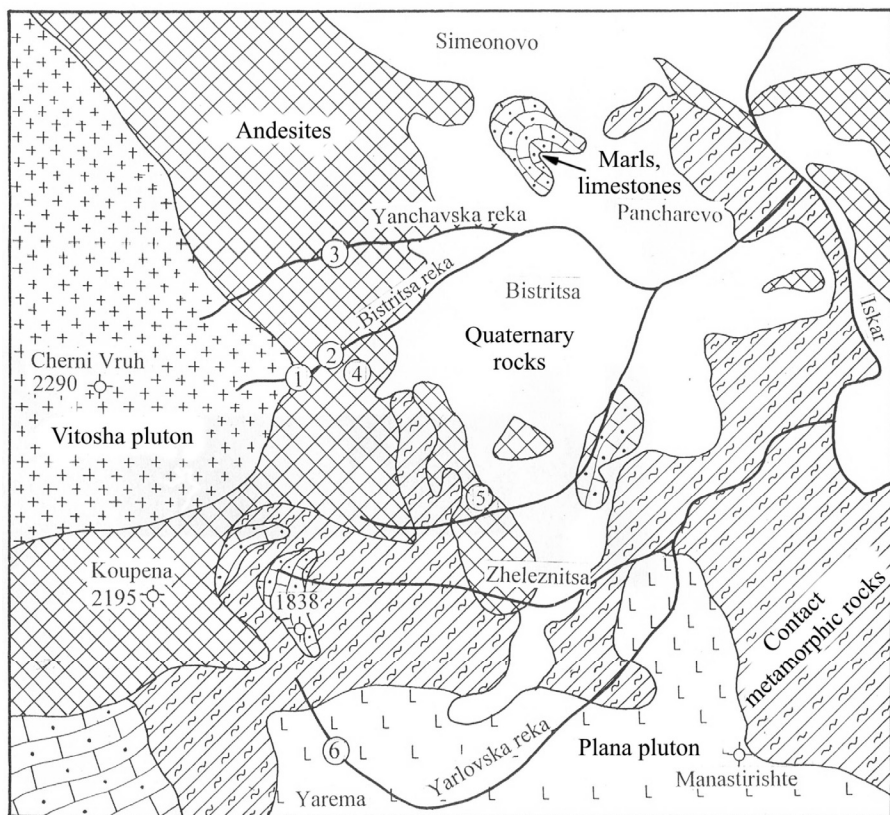 Simeonovo
Andesites
Marls,
limestones
Yanchavska reka
Pancharevo
3
Bistritsa reka
Bistritsa
Iskar
Quaternary
rocks
Cherni Vruh
2290
1
2
4
Vitosha pluton
5
Koupena
2195
1838
Zheleznitsa
Contact
metamorphic rocks
6
Yarlovska reka
Plana pluton
Manastirishte
Yarema